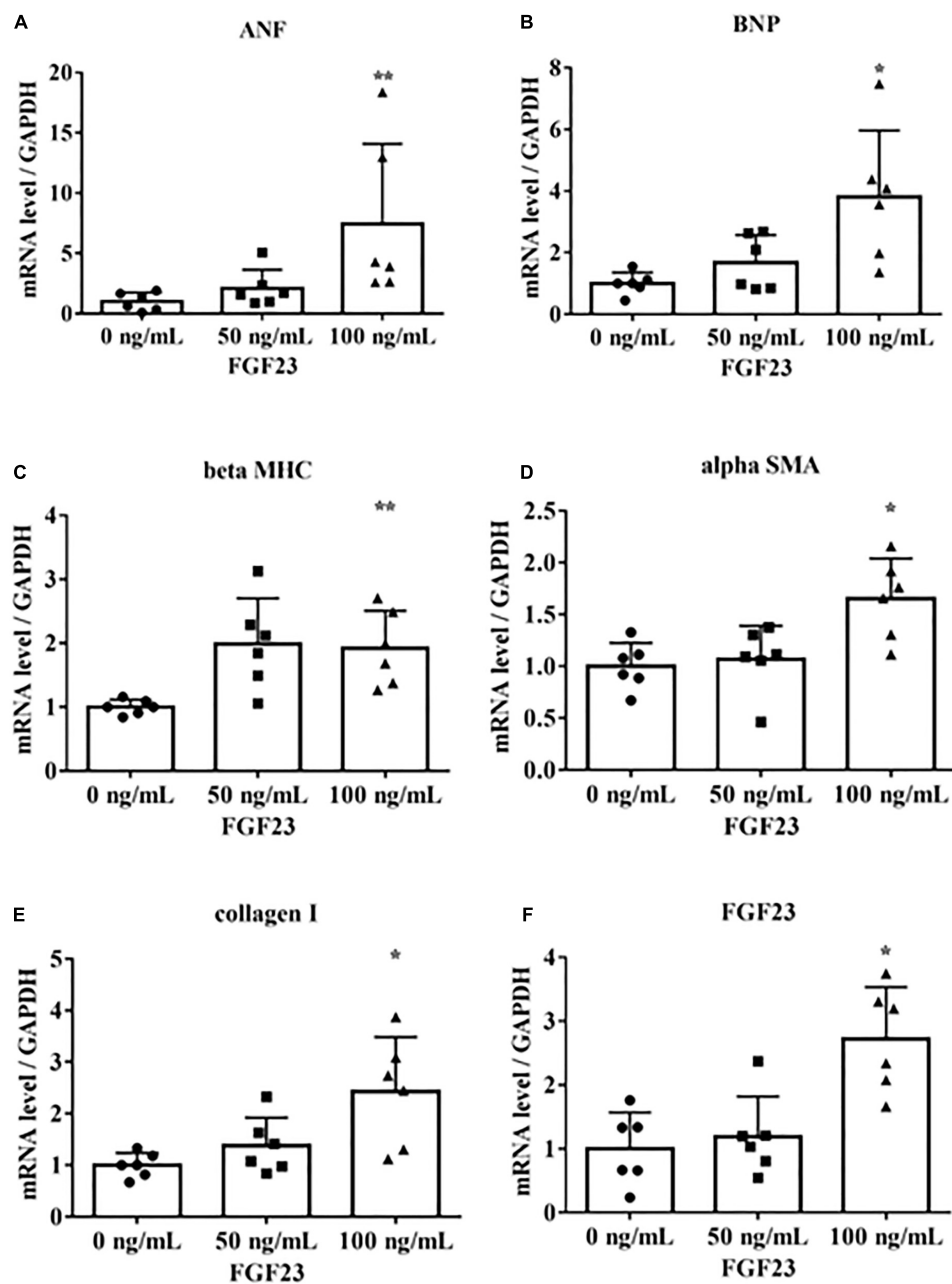 A
ANF
mRNA level / GAPDH
20
15
10
5
0
0 ng/mL 50 ng/mL 100 ng/mL
FGF23
**
B
BNP
mRNA level / GAPDH
8
6
4
2
0
0 ng/mL 50 ng/mL 100 ng/mL
FGF23
*
C
beta MHC
mRNA level / GAPDH
4
3
2
1
0
0 ng/mL 50 ng/mL 100 ng/mL
FGF23
**
D
alpha SMA
mRNA level / GAPDH
2.5
2.0
1.5
1.0
0.5
0.0
0 ng/mL 50 ng/mL 100 ng/mL
FGF23
*
E
collagen I
mRNA level / GAPDH
5
4
3
2
1
0
0 ng/mL 50 ng/mL 100 ng/mL
FGF23
*
F
FGF23
mRNA level / GAPDH
4
3
2
1
0
0 ng/mL 50 ng/mL 100 ng/mL
FGF23
*